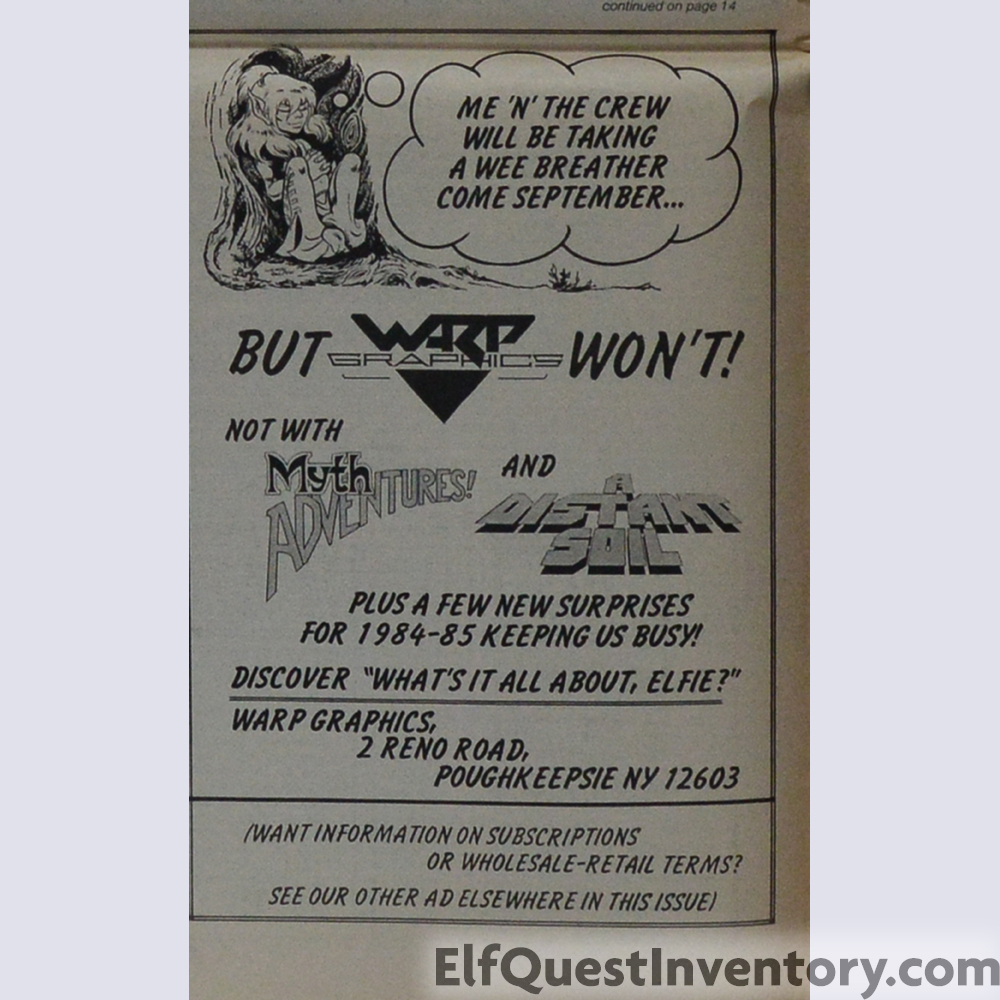 continued on page 14
ME 'N' THE CREW
WILL BE TAKING
A WEE BREATHER
COME SEPTEMBER...
BUT WARP GRAPHICS WON'T!
NOT WITH
Myth ADVENTURES!
AND
A
DISTANT
SOIL
PLUS A FEW NEW SURPRISES
FOR 1984-85 KEEPING US BUSY!
DISCOVER "WHAT'S IT ALL ABOUT, ELFIE?"
WARP GRAPHICS,
2 RENO ROAD,
POUGHKEEPSIE NY 12603
(WANT INFORMATION ON SUBSCRIPTIONS
OR WHOLESALE-RETAIL TERMS?
SEE OUR OTHER AD ELSEWHERE IN THIS ISSUE)
ElfQuestInventory.com